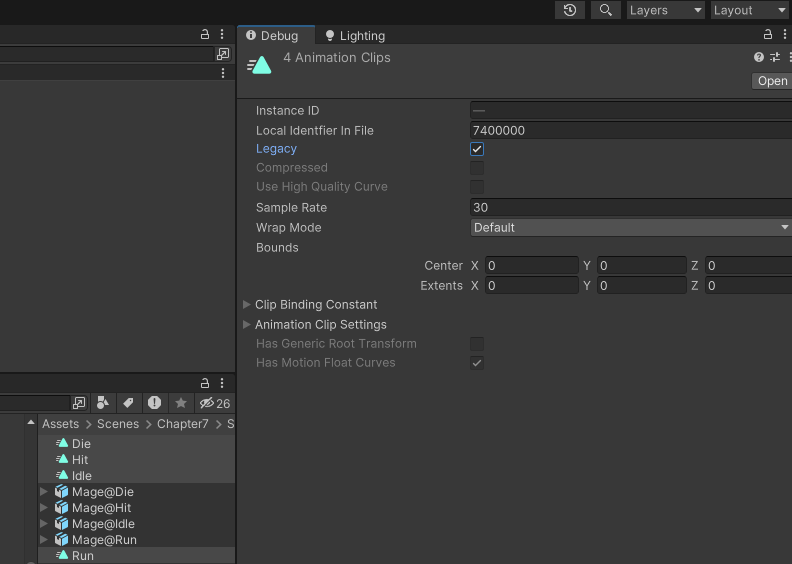 Layers
Layout
Debug
Lighting
4 Animation Clips
Open
Instance ID
—
Local Identfier In File
7400000
Legacy
Compressed
Use High Quality Curve
Sample Rate
30
Wrap Mode
Default
Bounds
Center X 0 Y 0 Z 0
Extents X 0 Y 0 Z 0
Clip Binding Constant
Animation Clip Settings
Has Generic Root Transform
Has Motion Float Curves
26
Assets > Scenes > Chapter7 > S
Die
Hit
Idle
Mage@Die
Mage@Hit
Mage@Idle
Mage@Run
Run